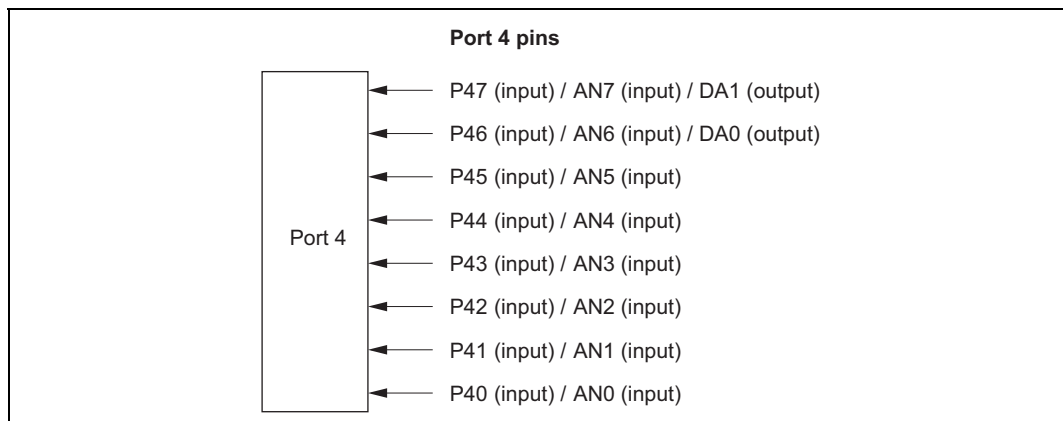 Port 4 pins
P47 (input) / AN7 (input) / DA1 (output)
P46 (input) / AN6 (input) / DA0 (output)
P45 (input) / AN5 (input)
P44 (input) / AN4 (input)
Port 4
P43 (input) / AN3 (input)
P42 (input) / AN2 (input)
P41 (input) / AN1 (input)
P40 (input) / AN0 (input)